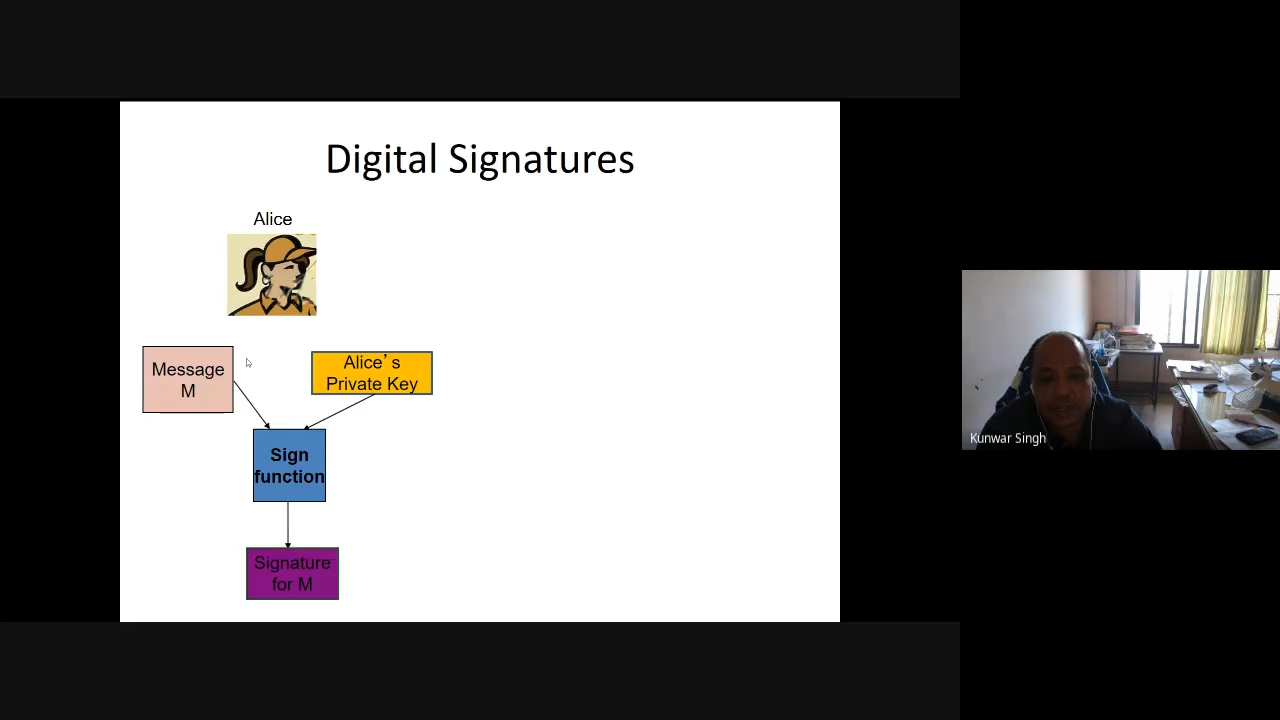 Digital Signatures
Alice
Message
M
Alice's
Private Key
Sign
function
Signature
for M
Kunwar Singh